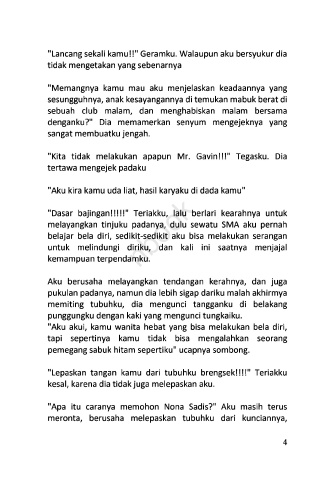 "Lancang sekali kamu!!" Geramku. Walaupun aku bersyukur dia
tidak mengetakan yang sebenarnya
"Memangnya kamu mau aku menjelaskan keadaannya yang
sesungguhnya, anak kesayangannya di temukan mabuk berat di
sebuah club malam, dan menghabiskan malam bersama
denganku?" Dia memamerkan senyum mengejeknya yang
sangat membuatku jengah.
"Kita tidak melakukan apapun Mr. Gavin!!!" Tegasku. Dia
tertawa mengejek padaku
"Aku kira kamu uda liat, hasil karyaku di dada kamu"
"Dasar bajingan!!!!!" Teriakku, lalu berlari kearahnya untuk
melayangkan tinjuku padanya, dulu sewatu SMA aku pernah
belajar bela diri, sedikit-sedikit aku bisa melakukan serangan
untuk melindungi diriku, dan kali ini saatnya menjajal
kemampuan terpendamku.
Aku berusaha melayangkan tendangan kerahnya, dan juga
pukulan padanya, namun dia lebih sigap dariku malah akhirnya
memiting tubuhku, dia mengunci tangganku di belakang
punggungku dengan kaki yang mengunci tungkaiku.
"Aku akui, kamu wanita hebat yang bisa melakukan bela diri,
tapi sepertinya kamu tidak bisa mengalahkan seorang
pemegang sabuk hitam sepertiku" ucapnya sombong.
"Lepaskan tangan kamu dari tubuhku brengsek!!!!" Teriakku
kesal, karena dia tidak juga melepaskan aku.
"Apa itu caranya memohon Nona Sadis?" Aku masih terus
meronta, berusaha melepaskan tubuhku dari kunciannya,
4